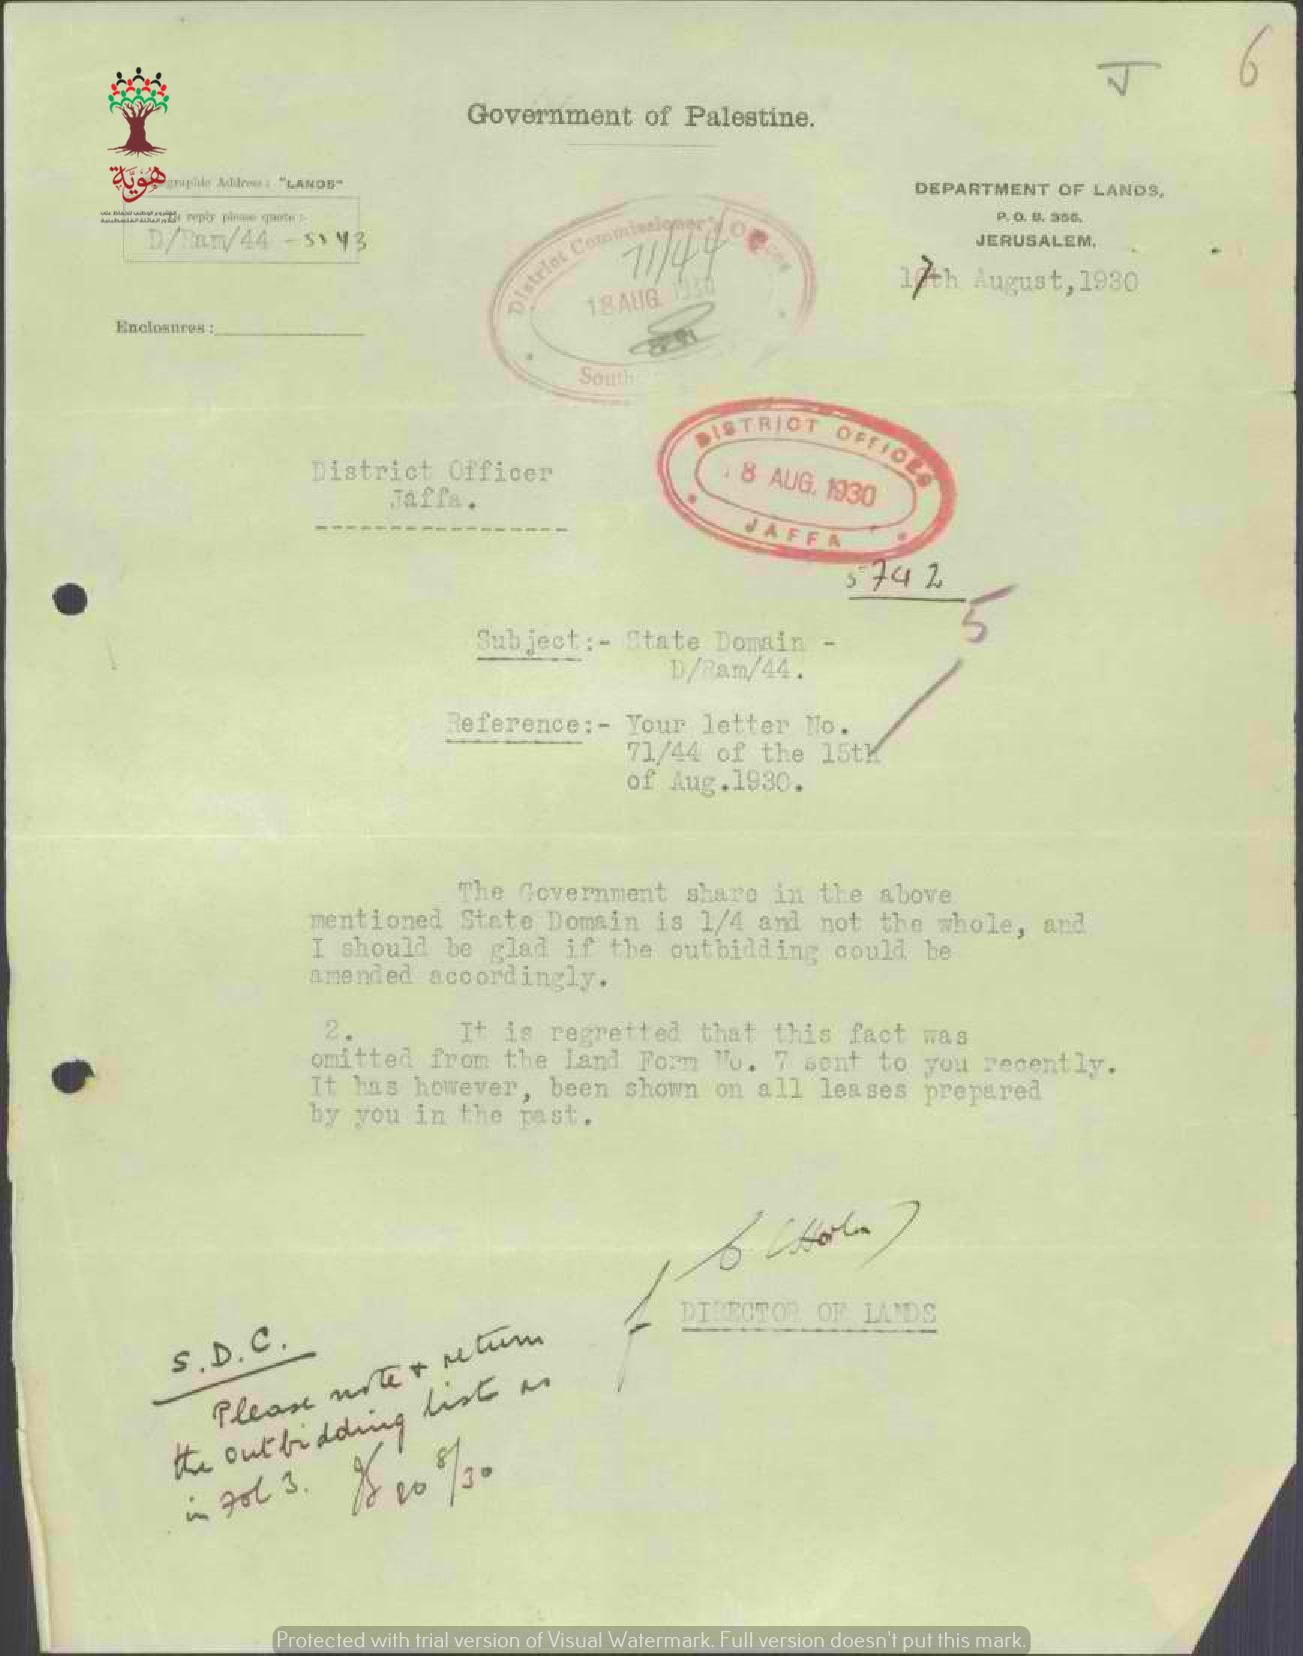 6
Government of Palestine.
هوية
Address: "LANDS"
reply please quote :-
D/Ram/44 - 5143
Enclosures :
DEPARTMENT OF LANDS,
P. O. B. 356.
JERUSALEM.
17th August, 1930
District Commissioner's Offices
71/44
18 AUG. 1930
South
DISTRICT OFFICES
18 AUG. 1930
JAFFA
5742
5
District Officer
Jaffa.
Subject:- State Domain -
D/Ram/44.
Reference:- Your letter No.
71/44 of the 15th
of Aug.1930.
The Government share in the above
mentioned State Domain is 1/4 and not the whole, and
I should be glad if the outbidding could be
amended accordingly.
2. It is regretted that this fact was
omitted from the Land Form No. 7 sent to you recently.
It has however, been shown on all leases prepared
by you in the past.
DIRECTOR OF LANDS
S.D.C.
Please note + return
the outbidding list as
in fol 3. 20 8/30
Protected with trial version of Visual Watermark. Full version doesn't put this mark.